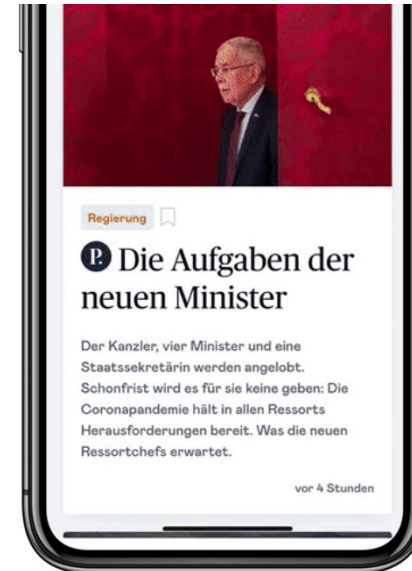 Regierung
P. Die Aufgaben der
neuen Minister
Der Kanzler, vier Minister und eine
Staatssekretärin werden angelobt.
Schonfrist wird es für sie keine geben: Die
Coronapandemie hält in allen Ressorts
Herausforderungen bereit. Was die neuen
Ressortchefs erwartet.
vor 4 Stunden